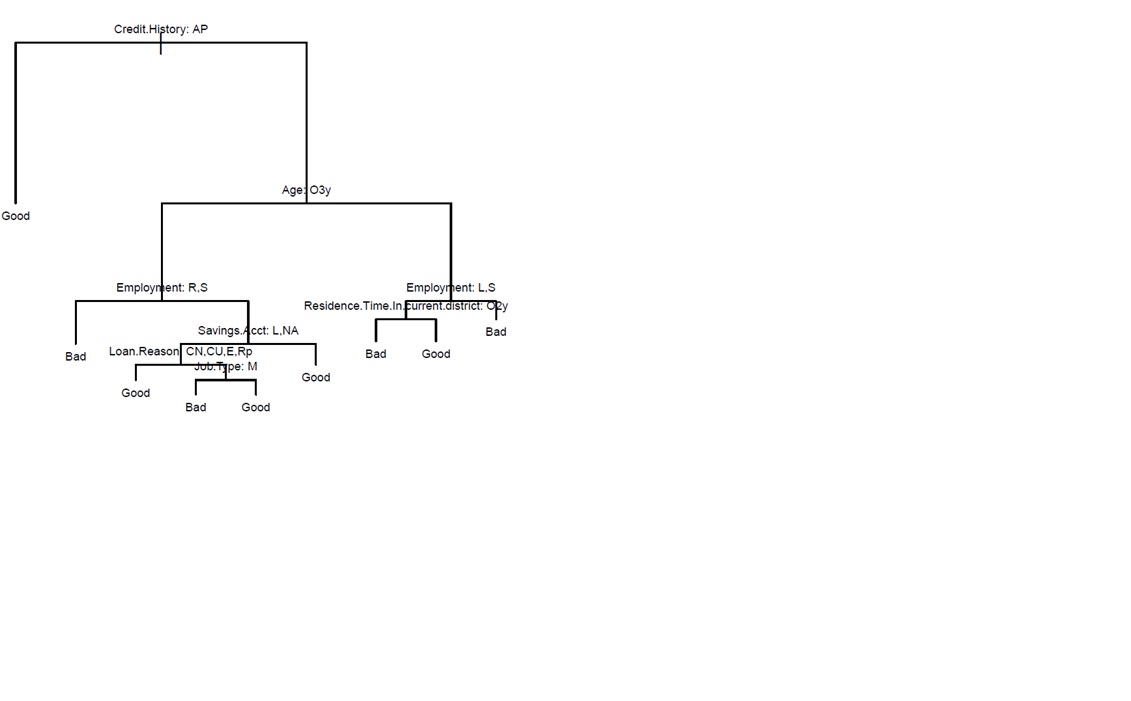 Credit.History: AP
Age: O3y
Good
Employment: R,S
Employment: L,S
Residence.Time.In.current.district: O2y
Savings.Acct: L,NA
Bad
Loan.Reason: CN,CU,E,Rp
Bad
Bad
Good
Job.Type: M
Good
Good
Bad
Good